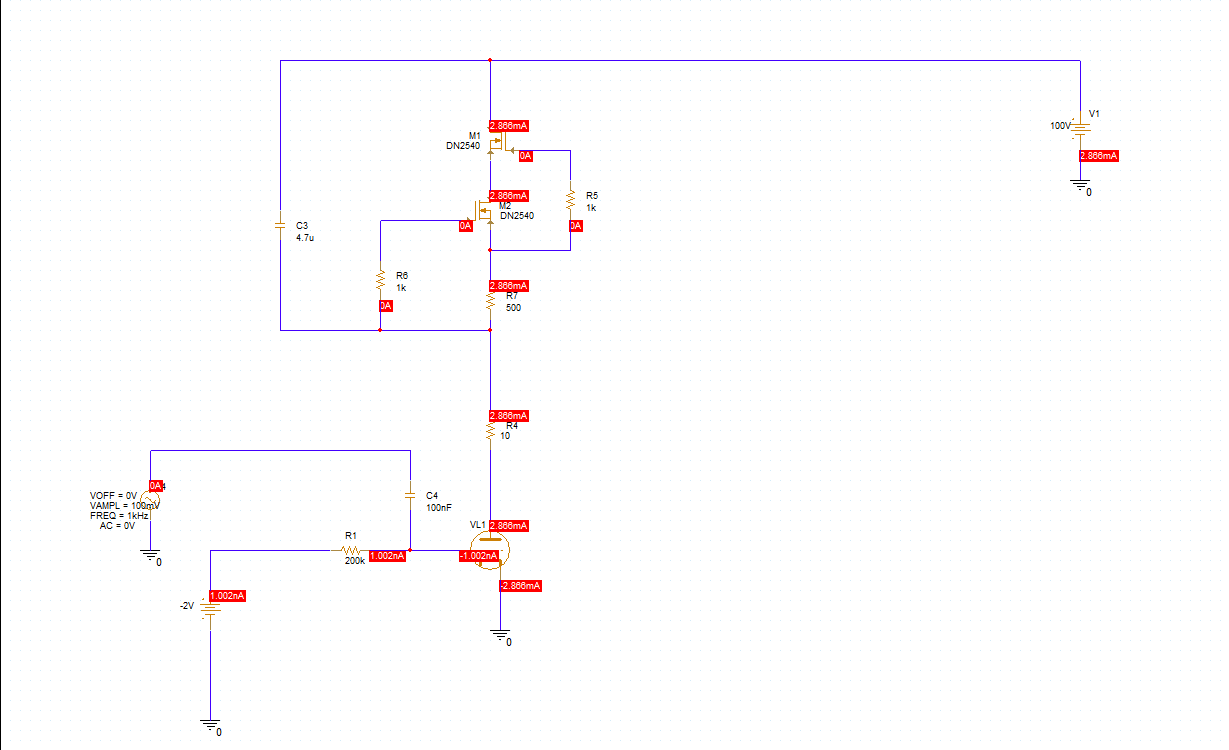 2.866mA
M1
DN2540
0A
V1
100V
2.866mA
0
2.866mA
M2
DN2540
0A
R5
1k
0A
C3
4.7u
R6
1k
0A
2.866mA
R7
500
2.866mA
R4
10
0A
VOFF = 0V
VAMPL = 100mV
FREQ = 1kHz
AC = 0V
0
C4
100nF
R1
200k
1.002nA
VL1
2.866mA
-1.002nA
-2.866mA
0
-2V
1.002nA
0